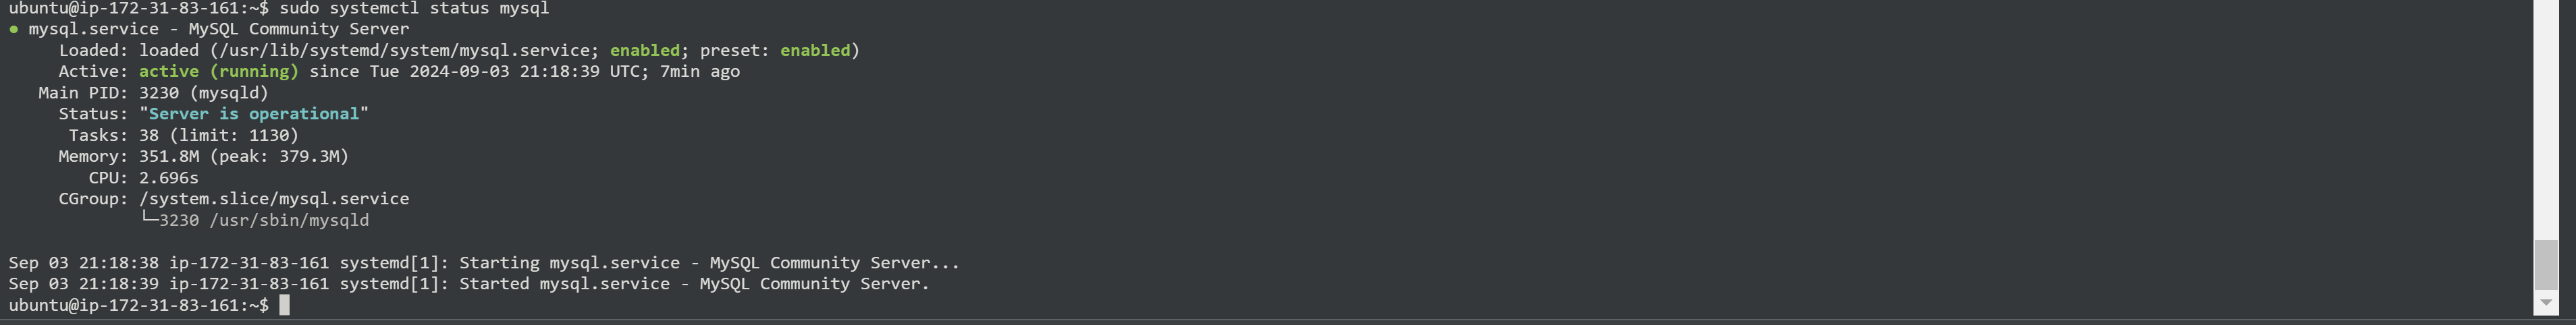 ubuntu@ip-172-31-83-161:~$ sudo systemctl status mysql
● mysql.service - MySQL Community Server
     Loaded: loaded (/usr/lib/systemd/system/mysql.service; enabled; preset: enabled)
     Active: active (running) since Tue 2024-09-03 21:18:39 UTC; 7min ago
   Main PID: 3230 (mysqld)
     Status: "Server is operational"
      Tasks: 38 (limit: 1130)
     Memory: 351.8M (peak: 379.3M)
        CPU: 2.696s
     CGroup: /system.slice/mysql.service
             └─3230 /usr/sbin/mysqld

Sep 03 21:18:38 ip-172-31-83-161 systemd[1]: Starting mysql.service - MySQL Community Server...
Sep 03 21:18:39 ip-172-31-83-161 systemd[1]: Started mysql.service - MySQL Community Server.
ubuntu@ip-172-31-83-161:~$